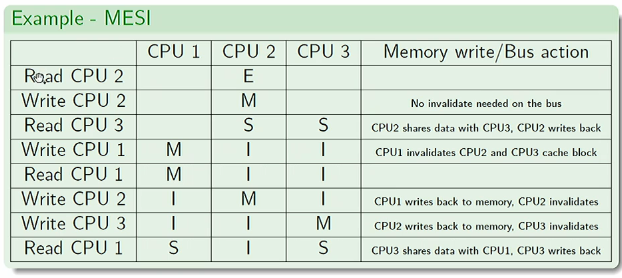 Example - MESI
CPU 1 CPU 2 CPU 3 Memory write/Bus action
Read CPU 2 E
Write CPU 2 M No invalidate needed on the bus
Read CPU 3 S S CPU2 shares data with CPU3, CPU2 writes back
Write CPU 1 M I I CPU1 invalidates CPU2 and CPU3 cache block
Read CPU 1 M I I
Write CPU 2 I M I CPU1 writes back to memory, CPU2 invalidates
Write CPU 3 I I M CPU2 writes back to memory, CPU3 invalidates
Read CPU 1 S I S CPU3 shares data with CPU1, CPU3 writes back